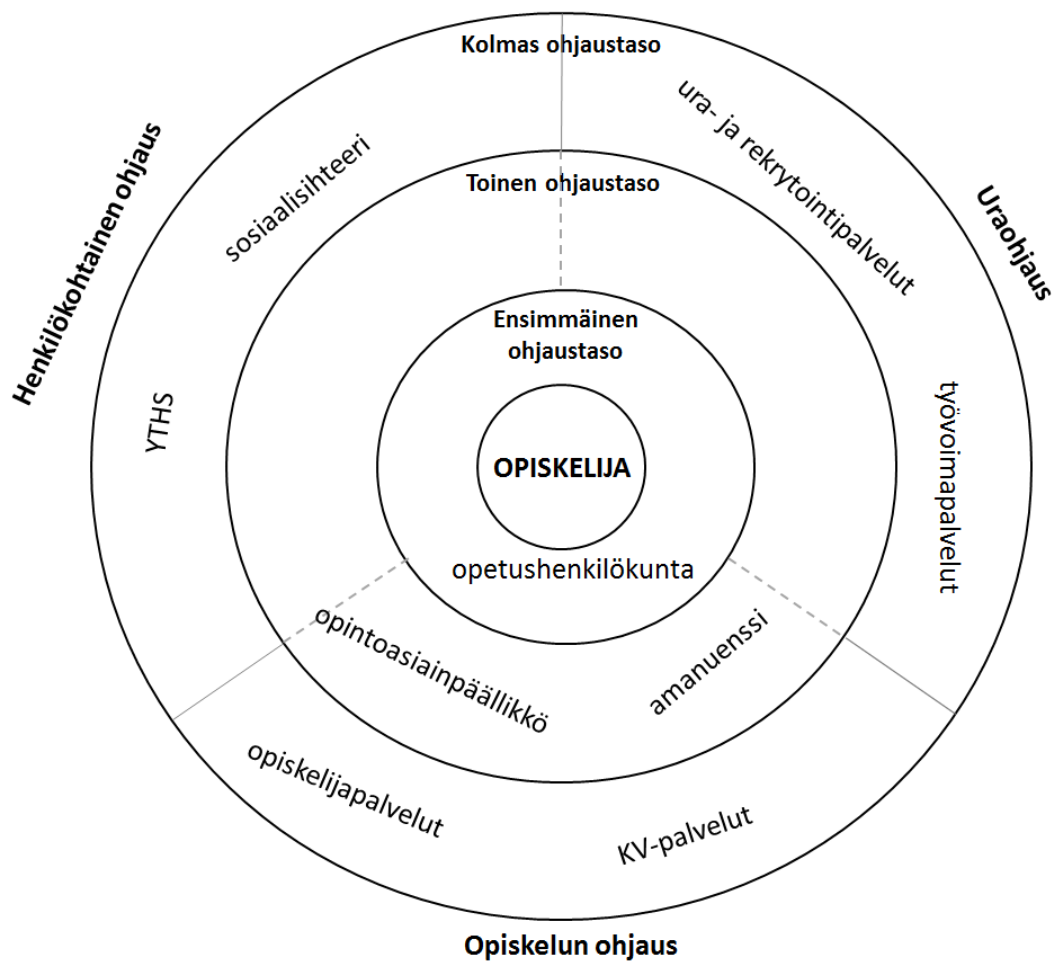 Kolmas ohjaustaso
ura- ja rekrytointipalvelut
sosiaalisihteeri
Henkilökohtainen ohjaus
Uraohjaus
Toinen ohjaustaso
Ensimmäinen
ohjaustaso
YTHS
työvoimapalvelut
OPISKELIJA
opetushenkilökunta
opintoasiainpäällikkö
amanuenssi
opiskelijapalvelut
KV-palvelut
Opiskelun ohjaus